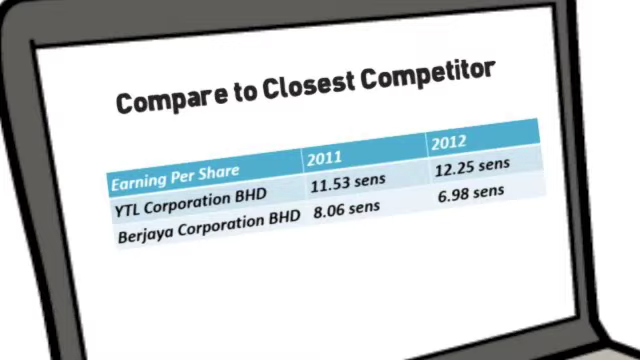 Compare to Closest Competitor
Earning Per Share 2011 2012
YTL Corporation BHD 11.53 sens 12.25 sens
Berjaya Corporation BHD 8.06 sens 6.98 sens